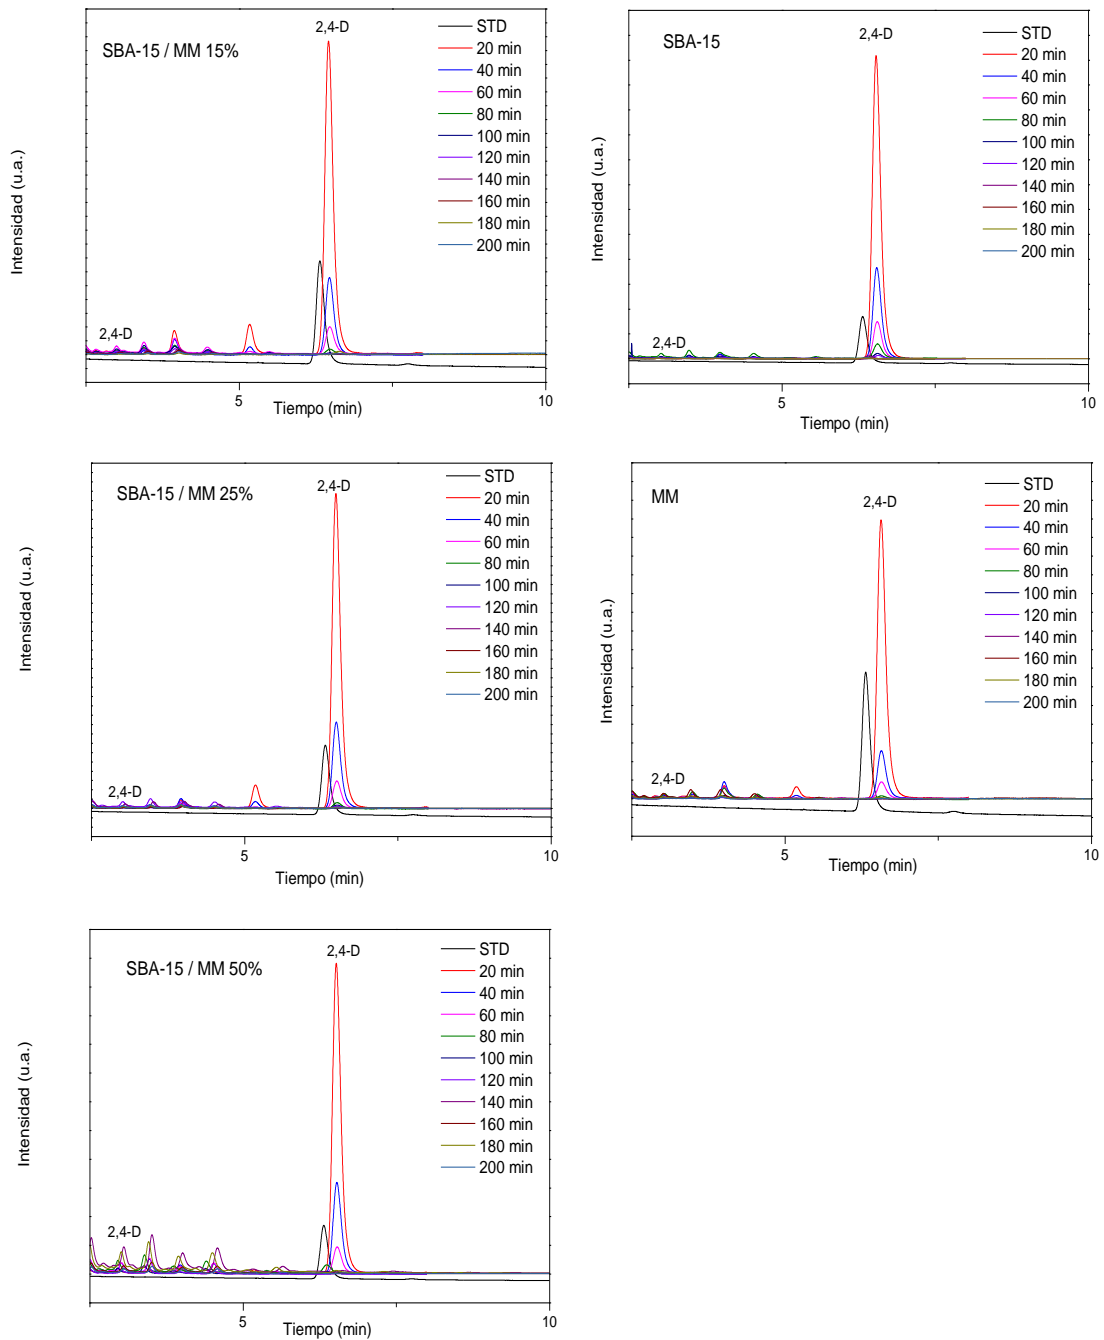 SBA-15 / MM 15%
2,4-D
STD
20 min
40 min
60 min
80 min
100 min
120 min
140 min
160 min
180 min
200 min
2,4-D
Intensidad (u.a.)
5
10
Tiempo (min)
SBA-15
2,4-D
STD
20 min
40 min
60 min
80 min
100 min
120 min
140 min
160 min
180 min
200 min
2,4-D
Intensidad (u.a.)
5
10
Tiempo (min)
SBA-15 / MM 25%
2,4-D
STD
20 min
40 min
60 min
80 min
100 min
120 min
140 min
160 min
180 min
200 min
2,4-D
Intensidad (u.a.)
5
10
Tiempo (min)
MM
2,4-D
STD
20 min
40 min
60 min
80 min
100 min
120 min
140 min
160 min
180 min
200 min
2,4-D
Intensidad (u.a.)
5
10
Tiempo (min)
SBA-15 / MM 50%
2,4-D
STD
20 min
40 min
60 min
80 min
100 min
120 min
140 min
160 min
180 min
200 min
2,4-D
Intensidad (u.a.)
5
10
Tiempo (min)